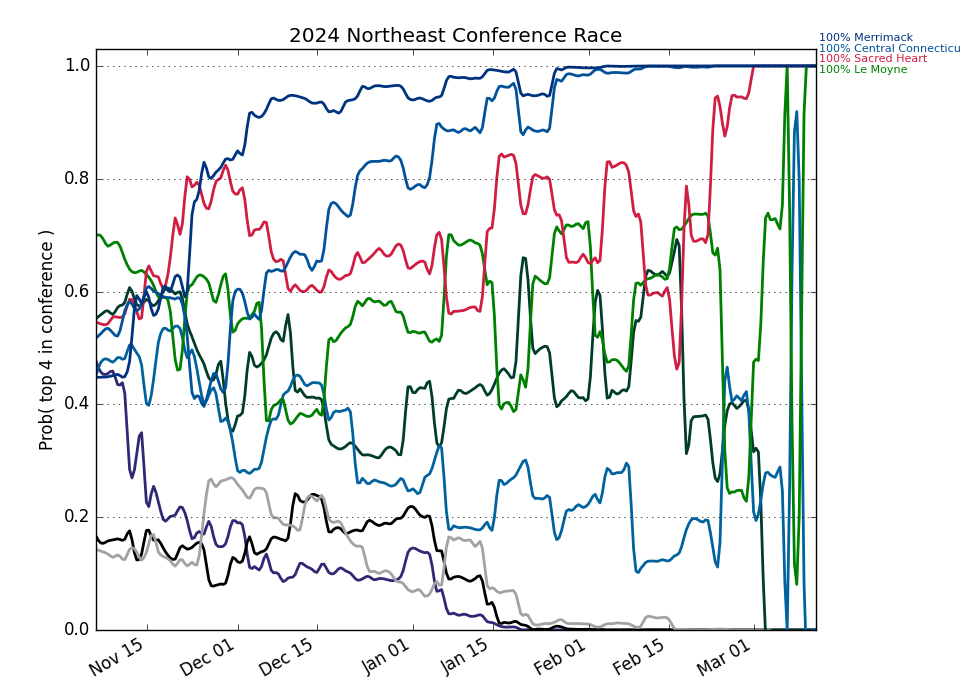 2024 Northeast Conference Race
100% Merrimack
100% Central Connecticu
100% Sacred Heart
100% Le Moyne
Prob( top 4 in conference )
1.0
0.8
0.6
0.4
0.2
0.0
Nov 15
Dec 01
Dec 15
Jan 01
Jan 15
Feb 01
Feb 15
Mar 01